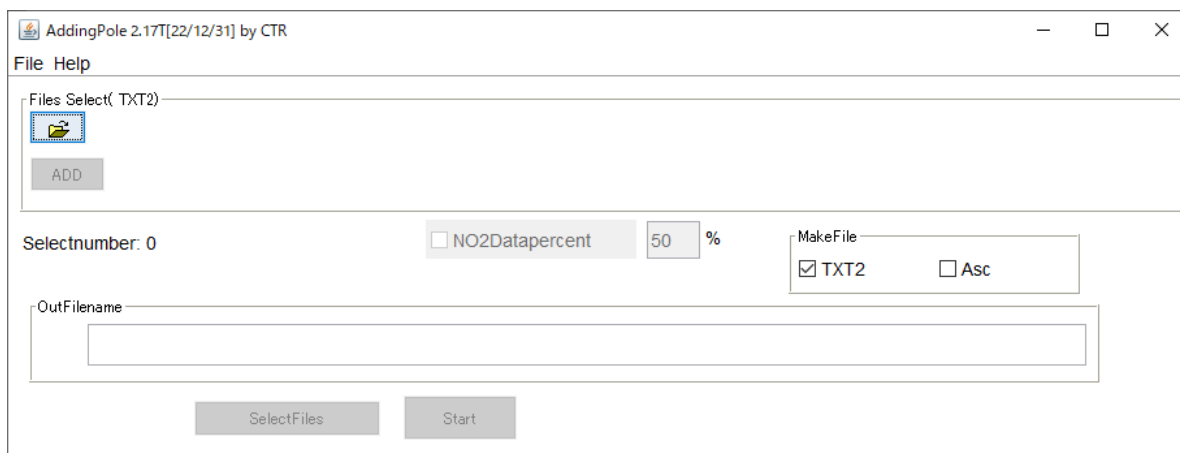 AddingPole 2.17T[22/12/31] by CTR
File Help
Files Select( TXT2)
ADD
Selectnumber: 0
NO2Datapercent 50 %
MakeFile
TXT2 Asc
OutFilename
SelectFiles Start